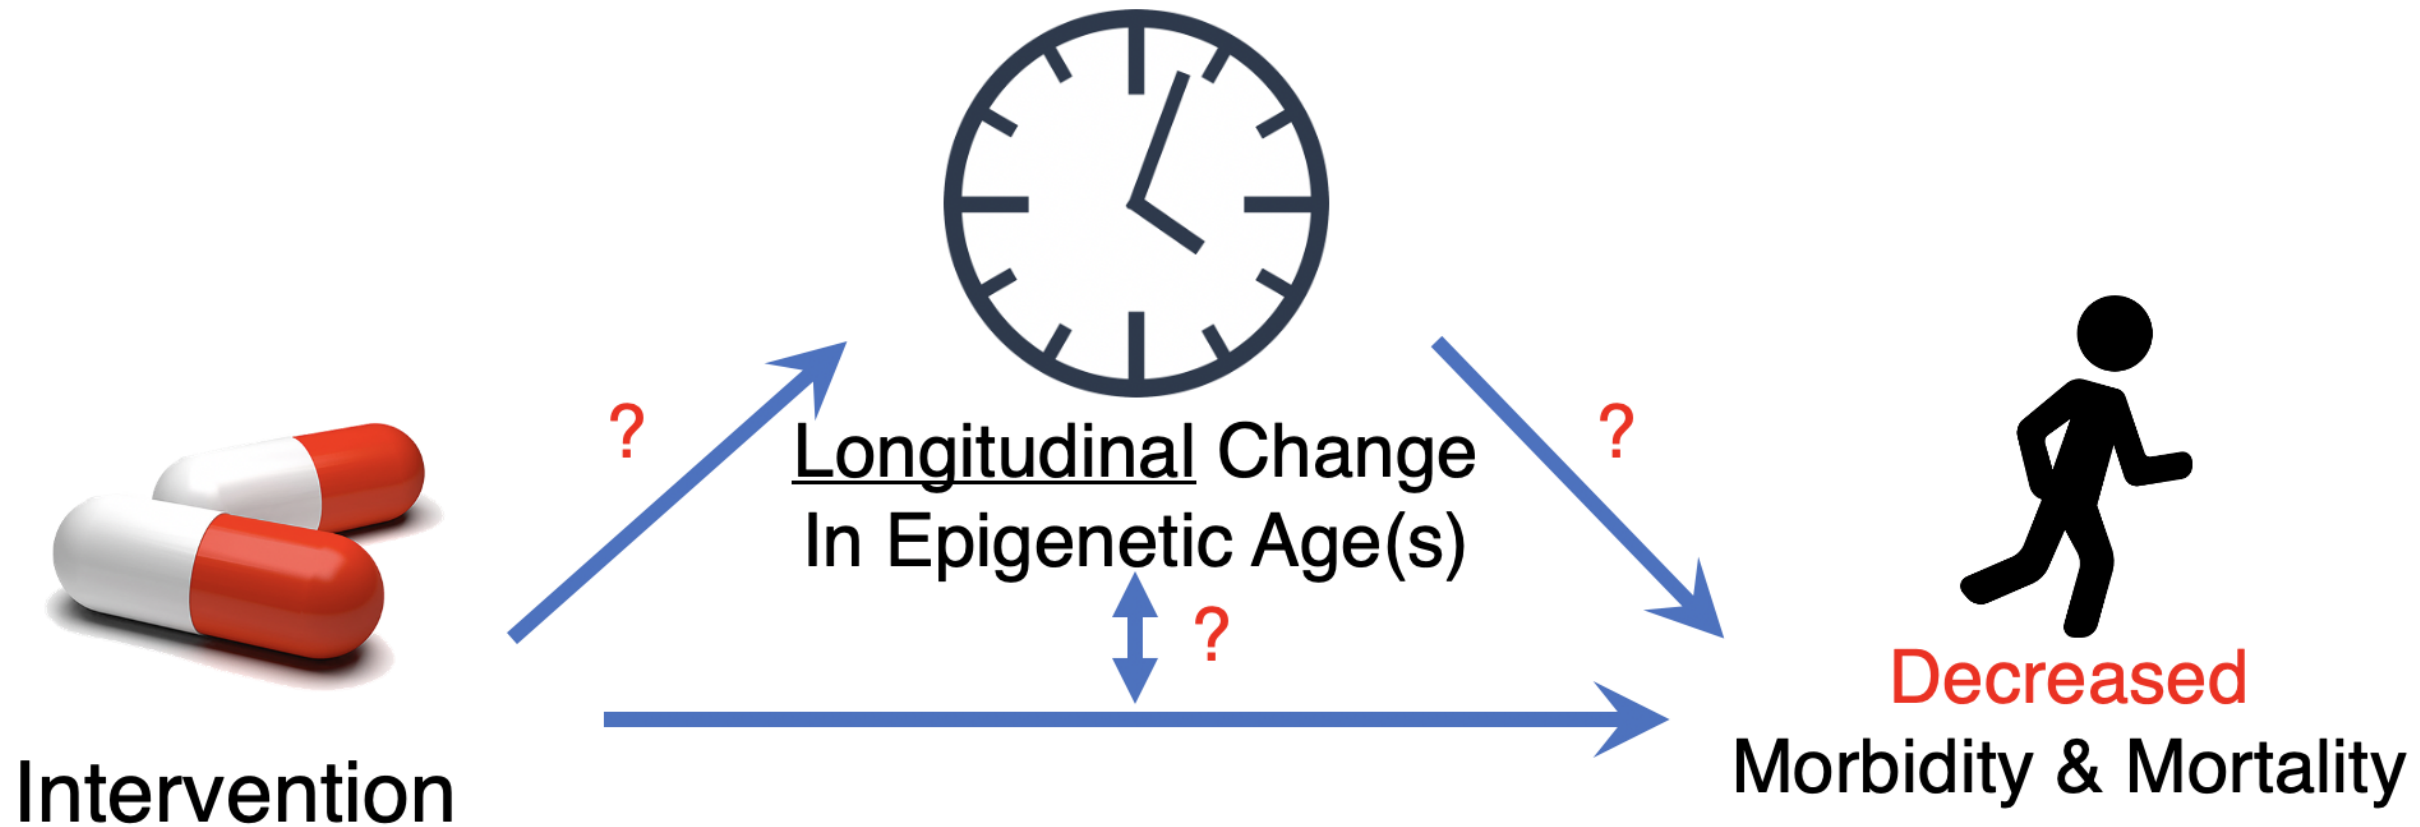 ?
Longitudinal Change
In Epigenetic Age(s)
?
?
Decreased
Morbidity & Mortality
Intervention